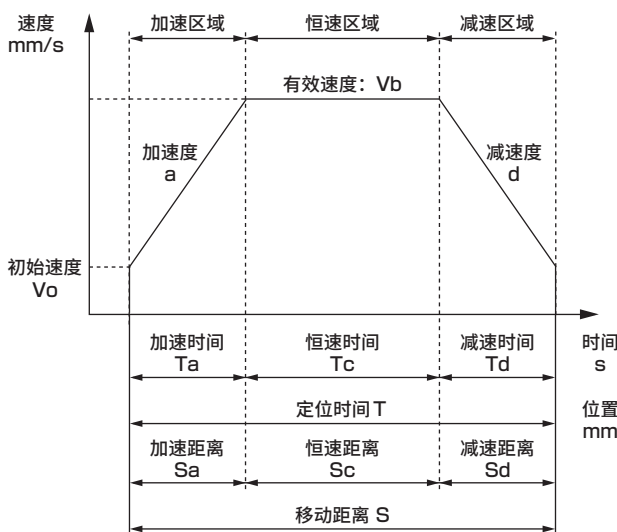 速度
mm/s
加速区域
恒速区域
减速区域
有效速度：Vb
加速度
a
减速度
d
初始速度
Vo
加速时间
Ta
恒速时间
Tc
减速时间
Td
时间
s
定位时间 T
位置
mm
加速距离
Sa
恒速距离
Sc
减速距离
Sd
移动距离 S